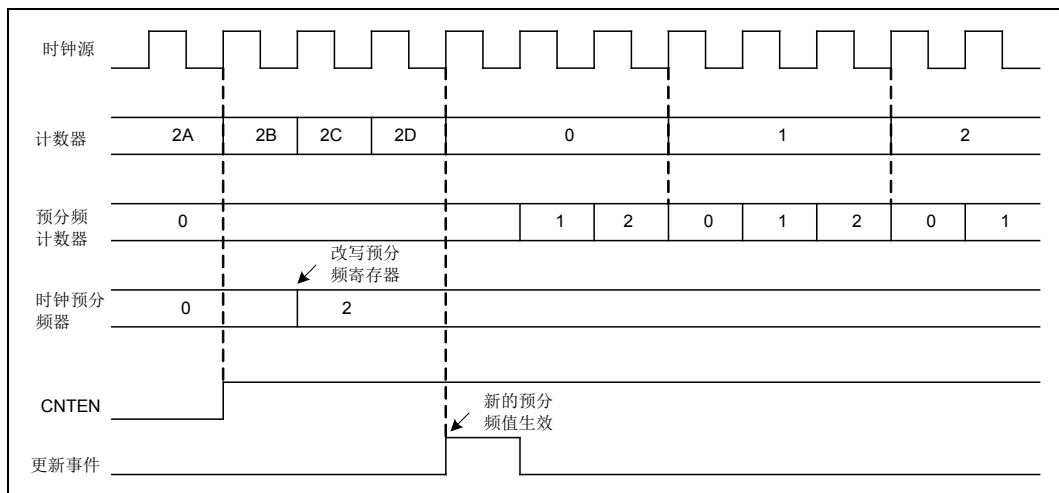 时钟源
计数器
2A 2B 2C 2D 0 1 2
预分频
计数器
0 1 2 0 1 2 0 1
改写预分
频寄存器
时钟预分
频器
0 2
CNTEN
新的预分
频值生效
更新事件